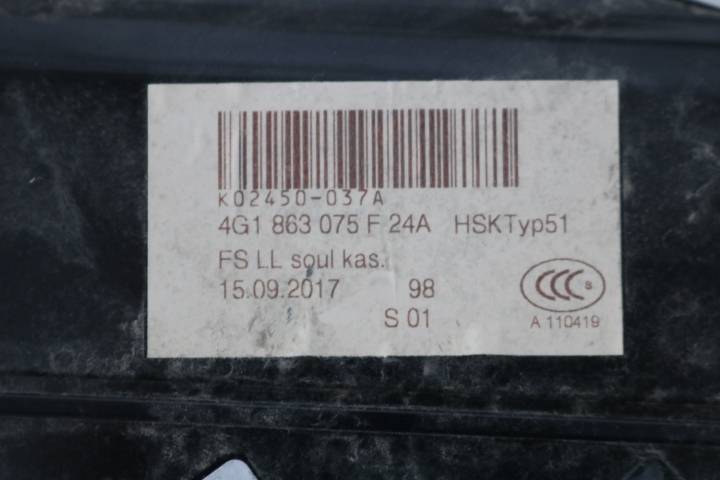 K02450-037A
4G1 863 075 F 24A HSKTyp51
FS LL soul kas.
15.09.2017 98
CCC S
S 01
A 110419